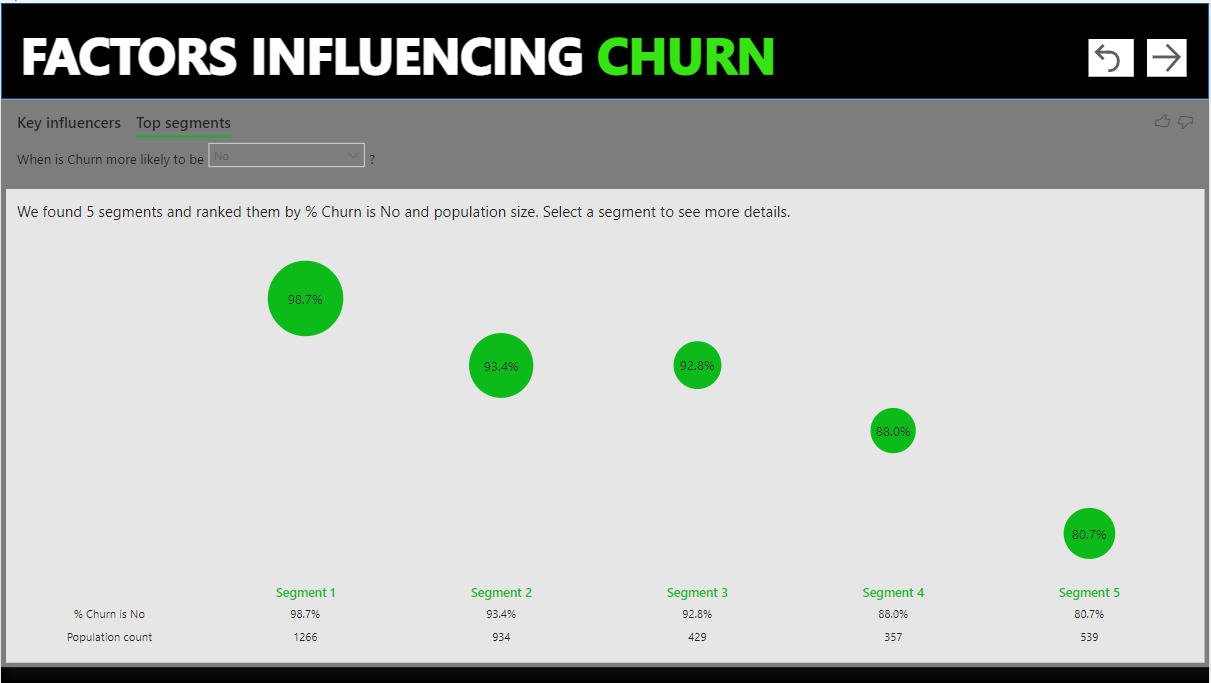 FACTORS INFLUENCING CHURN
Key influencers Top segments
When is Churn more likely to be No ?
We found 5 segments and ranked them by % Churn is No and population size. Select a segment to see more details.
98.7%
93.4%
92.8%
88.0%
80.7%
Segment 1 Segment 2 Segment 3 Segment 4 Segment 5
% Churn is No 98.7% 93.4% 92.8% 88.0% 80.7%
Population count 1266 934 429 357 539